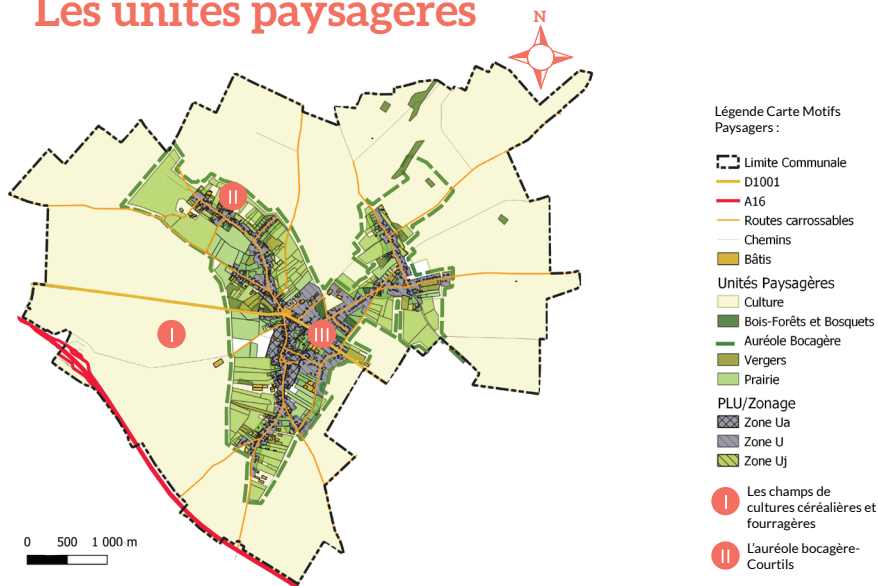 Les unités paysagères
N
II
I
III
0 500 1 000 m
Légende Carte Motifs
Paysagers :
Limite Communale
D1001
A16
Routes carrossables
Chemins
Bâtis
Unités Paysagères
Culture
Bois-Forêts et Bosquets
Auréole Bocagère
Vergers
Prairie
PLU/Zonage
Zone Ua
Zone U
Zone Uj
I
Les champs de
cultures céréalières et
fourragères
II
L'auréole bocagère-
Courtils